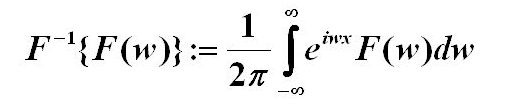 F⁻¹{F(w)} := 1/2π ∫_{-∞}^{∞} e^{iwx} F(w)dw